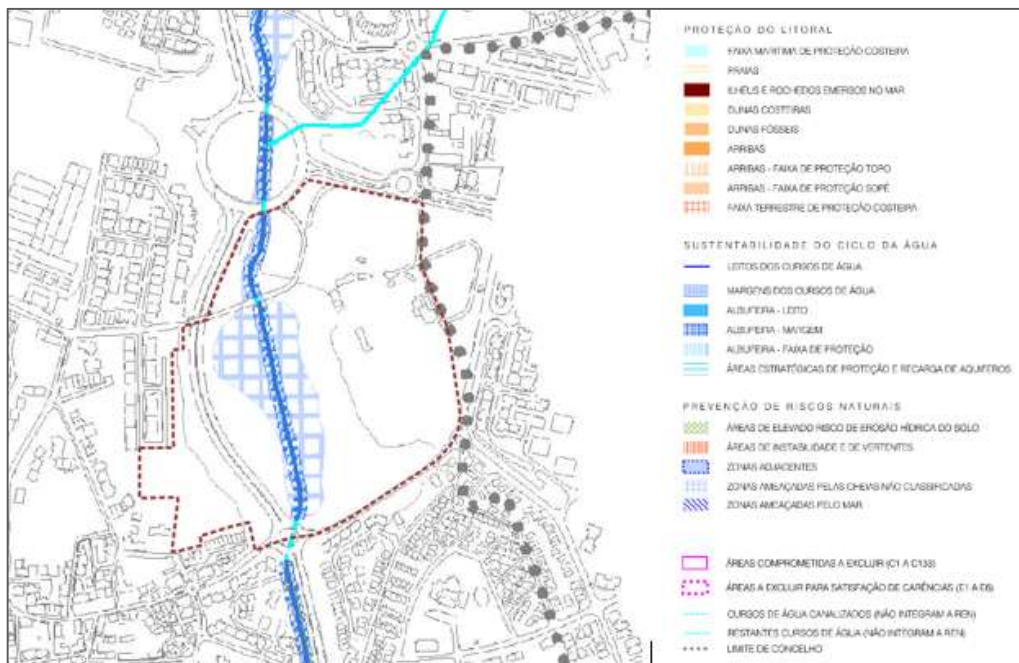 PROTEÇÃO DO LITORAL
FAIXA MARÍTIMA DE PROTEÇÃO COSTEIRA
PRAIAS
ILHÉUS E ROCHEDOS EMERSOS NO MAR
DUNAS COSTEIRAS
DUNAS FÓSSEIS
ARRIBAS
ARRIBAS - FAIXA DE PROTEÇÃO TOPO
ARRIBAS - FAIXA DE PROTEÇÃO SOPÉ
FAIXA TERRESTRE DE PROTEÇÃO COSTEIRA
SUSTENTABILIDADE DO CICLO DA ÁGUA
LEITOS DOS CURSOS DE ÁGUA
MARGENS DOS CURSOS DE ÁGUA
ALBUFEIRA - LEITO
ALBUFEIRA - MARGEM
ALBUFEIRA - FAIXA DE PROTEÇÃO
ÁREAS ESTRATÉGICAS DE PROTEÇÃO E RECARGA DE AQUIFEROS
PREVENÇÃO DE RISCOS NATURAIS
ÁREAS DE ELEVADO RISCO DE EROSÃO HÍDRICA DO SOLO
ÁREAS DE INSTABILIDADE E DE VERTENTES
ZONAS ADJACENTES
ZONAS AMEAÇADAS PELAS CHEIAS NÃO CLASSIFICADAS
ZONAS AMEAÇADAS PELO MAR
ÁREAS COMPROMETIDAS A EXCLUIR (C1 A C133)
ÁREAS A EXCLUIR PARA SATISFAÇÃO DE CARÊNCIAS (E1 A E6)
CURSOS DE ÁGUA CANALIZADOS (NÃO INTEGRAM A REN)
RESTANTES CURSOS DE ÁGUA (NÃO INTEGRAM A REN)
LIMITE DE CONCELHO